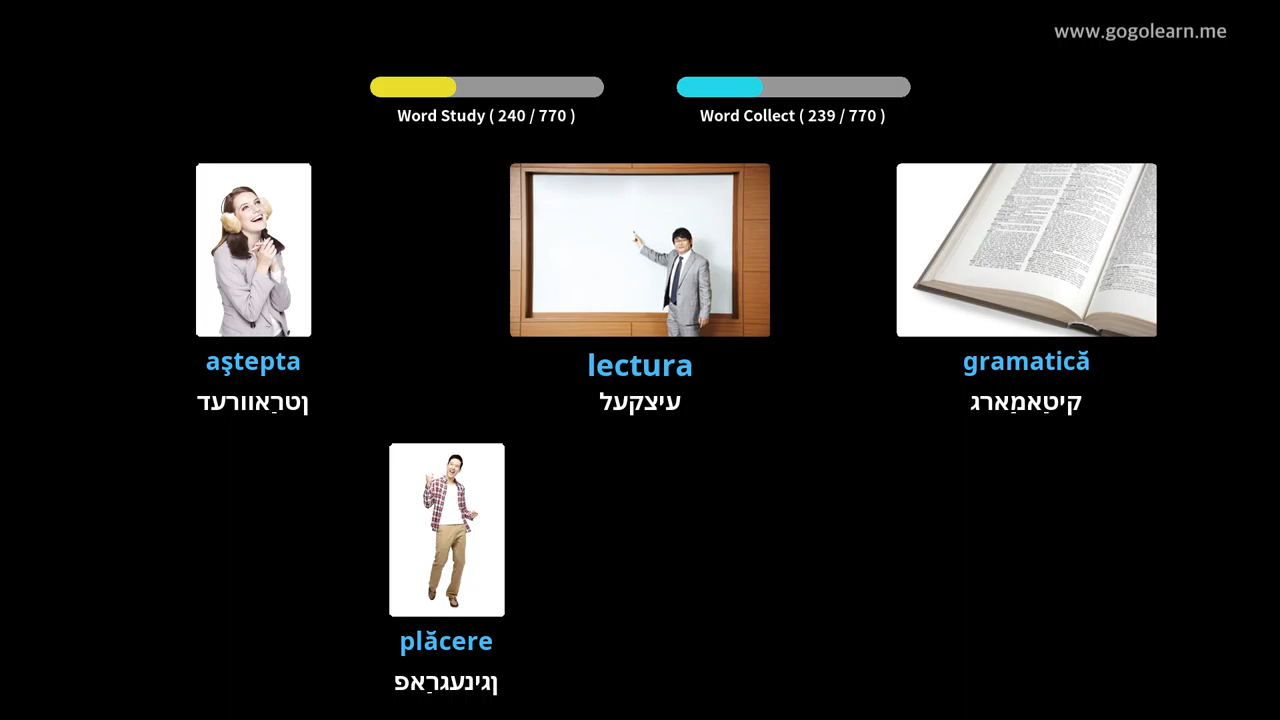 www.gogolearn.me
Word Study ( 240 / 770 )
Word Collect ( 239 / 770 )
aştepta
דערוואַרטן
lectura
לעקציע
gramatică
גראַמאַטיק
plăcere
פאַרגעניגן